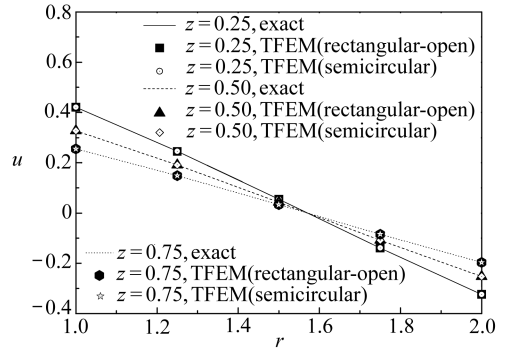 0.8
z = 0.25, exact
z = 0.25, TFEM(rectangular-open)
z = 0.25, TFEM(semicircular)
z = 0.50, exact
z = 0.50, TFEM(rectangular-open)
z = 0.50, TFEM(semicircular)
0.6
0.4
0.2
0
−0.2
−0.4
u
z = 0.75, exact
z = 0.75, TFEM(rectangular-open)
z = 0.75, TFEM(semicircular)
1.0 1.2 1.4 1.6 1.8 2.0
r